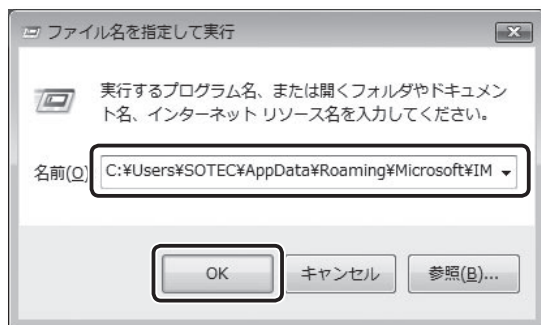 ファイル名を指定して実行
実行するプログラム名、または開くフォルダやドキュメン
ト名、インターネット リソース名を入力してください。
名前(O) C:¥Users¥SOTEC¥AppData¥Roaming¥Microsoft¥IM
OK キャンセル 参照(B)...